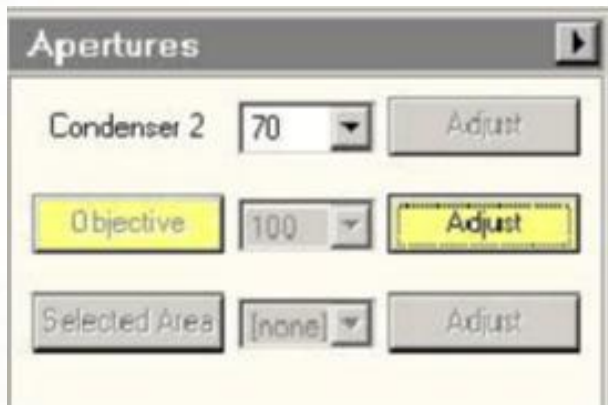 Apertures
Condenser 2 70 Adjust
Objective 100 Adjust
Selected Area [none] Adjust